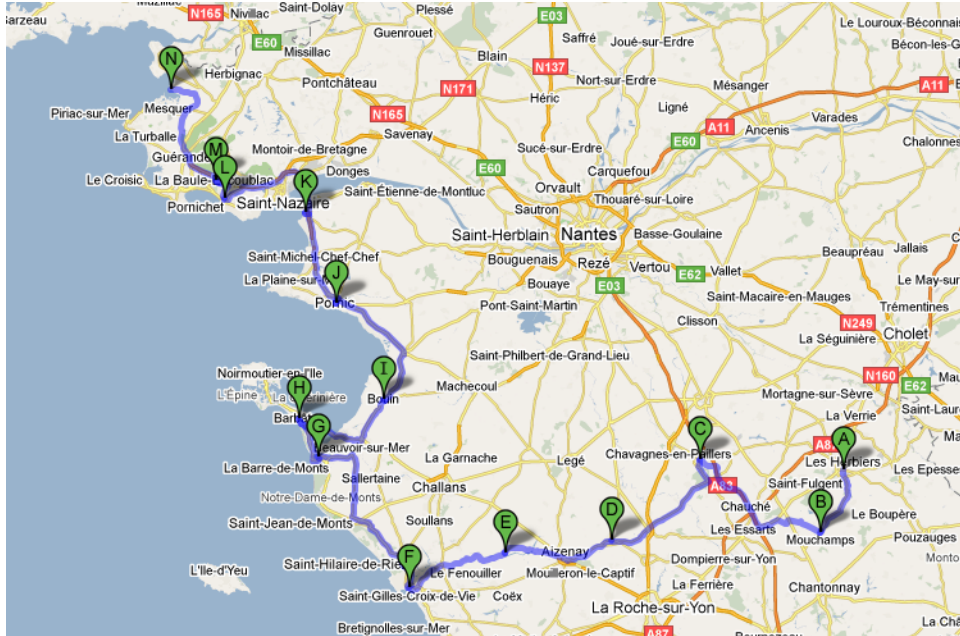 Muzillac
N165
Nivillac
Saint-Dolay
Plessé
E03
Saffré
Joué-sur-Erdre
Le Louroux-Béconnais
Sarzeau
E60
Missillac
Guenrouet
Blain
Bécon-les-G
N
Herbignac
Pontchâteau
N137
Nort-sur-Erdre
Mésanger
A11
N171
Héric
Ligné
Mesquer
Piriac-sur-Mer
N165
Savenay
E60
A11
Ancenis
Varades
La Turballe
Guérande
M
Montoir-de-Bretagne
Sucé-sur-Erdre
Chalonnes
L
Donges
E60
Carquefou
Le Croisic
La Baule-Escoublac
K
Saint-Étienne-de-Montluc
Orvault
Thouaré-sur-Loire
Pornichet
Saint-Nazaire
Sautron
Saint-Herblain
Nantes
Basse-Goulaine
Saint-Michel-Chef-Chef
Bouguenais
Rezé
Vertou
Beaupréau
Jallais
La Plaine-sur-M
J
Bouaye
E03
E62
Vallet
Le May-sur
Pornic
Pont-Saint-Martin
Saint-Macaire-en-Mauges
Trémentines
Clisson
N249
La Séguinière
Cholet
Saint-Philbert-de-Grand-Lieu
Noirmoutier-en-l'Ile
I
N160
L'Épine
H
La Guérinière
Machecoul
E62
Bouin
Mortagne-sur-Sèvre
Barbâtre
La Verrie
Saint-Laur
G
C
A
Beauvoir-sur-Mer
Chavagnes-en-Paillers
La Barre-de-Monts
La Garnache
Legé
Les Herbiers
Les Epesses
Sallertaine
Challans
A83
Saint-Fulgent
Notre-Dame-de-Monts
D
Chauché
B
Le Boupère
Saint-Jean-de-Monts
Soullans
E
Les Essarts
Mouchamps
Pouzauges
Aizenay
F
Saint-Hilaire-de-Rie
Le Fenouiller
Mouilleron-le-Captif
Dompierre-sur-Yon
L'Ile-d'Yeu
La Ferrière
Chantonnay
Saint-Gilles-Croix-de-Vie
Coëx
La Roche-sur-Yon
Bretignolles-sur-Mer
A87
La Châ